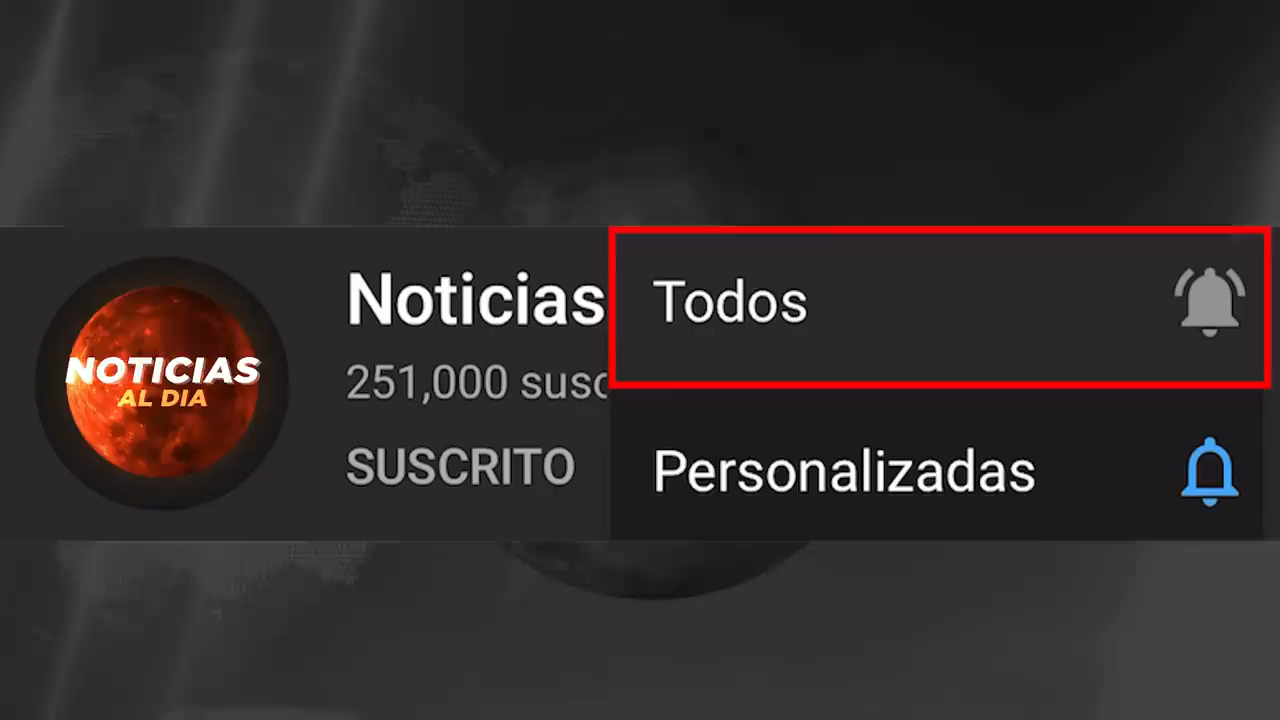 NOTICIAS
AL DIA
Noticias
251,000 susc
SUSCRITO
Todos
Personalizadas